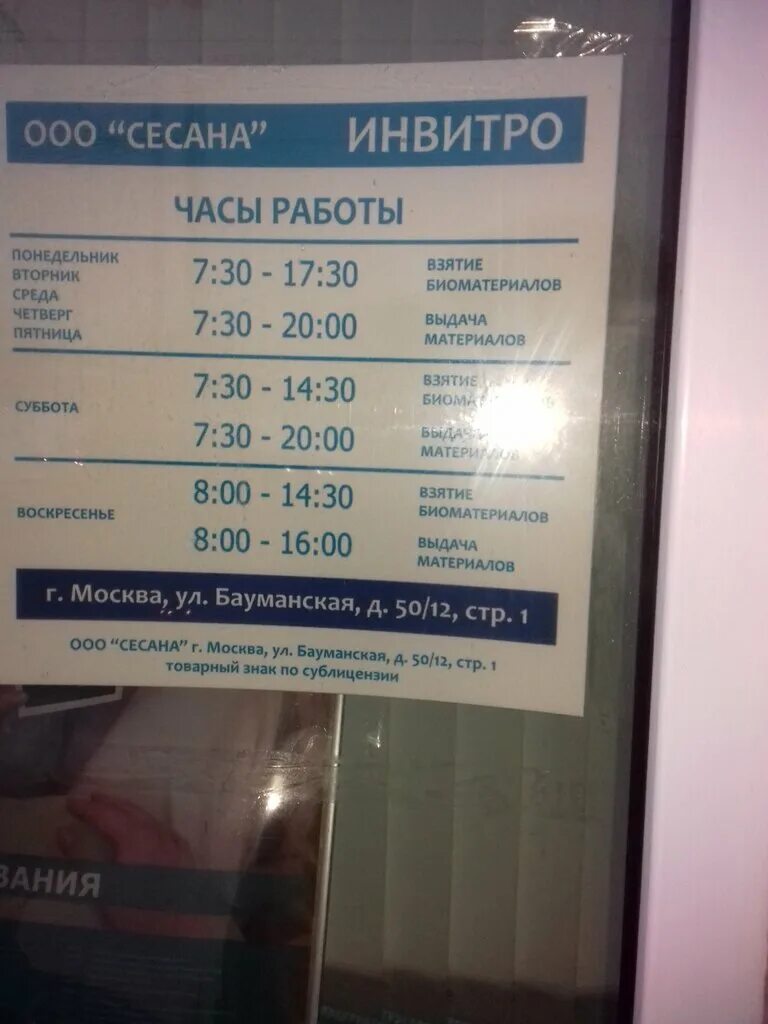 ООО "СЕСАНА" ИНВИТРО
ЧАСЫ РАБОТЫ
ПОНЕДЕЛЬНИК
ВТОРНИК
СРЕДА
ЧЕТВЕРГ
ПЯТНИЦА
7:30 - 17:30 ВЗЯТИЕ
БИОМАТЕРИАЛОВ
7:30 - 20:00 ВЫДАЧА
МАТЕРИАЛОВ
СУББОТА
7:30 - 14:30 ВЗЯТИЕ
7:30 - 20:00 ВЫДАЧА
МАТЕРИАЛОВ
ВОСКРЕСЕНЬЕ
8:00 - 14:30 ВЗЯТИЕ
БИОМАТЕРИАЛОВ
8:00 - 16:00 ВЫДАЧА
МАТЕРИАЛОВ
г. Москва, ул. Бауманская, д. 50/12, стр. 1
ООО "СЕСАНА" г. Москва, ул. Бауманская, д. 50/12, стр. 1
товарный знак по сублицензии
ВАНИЯ